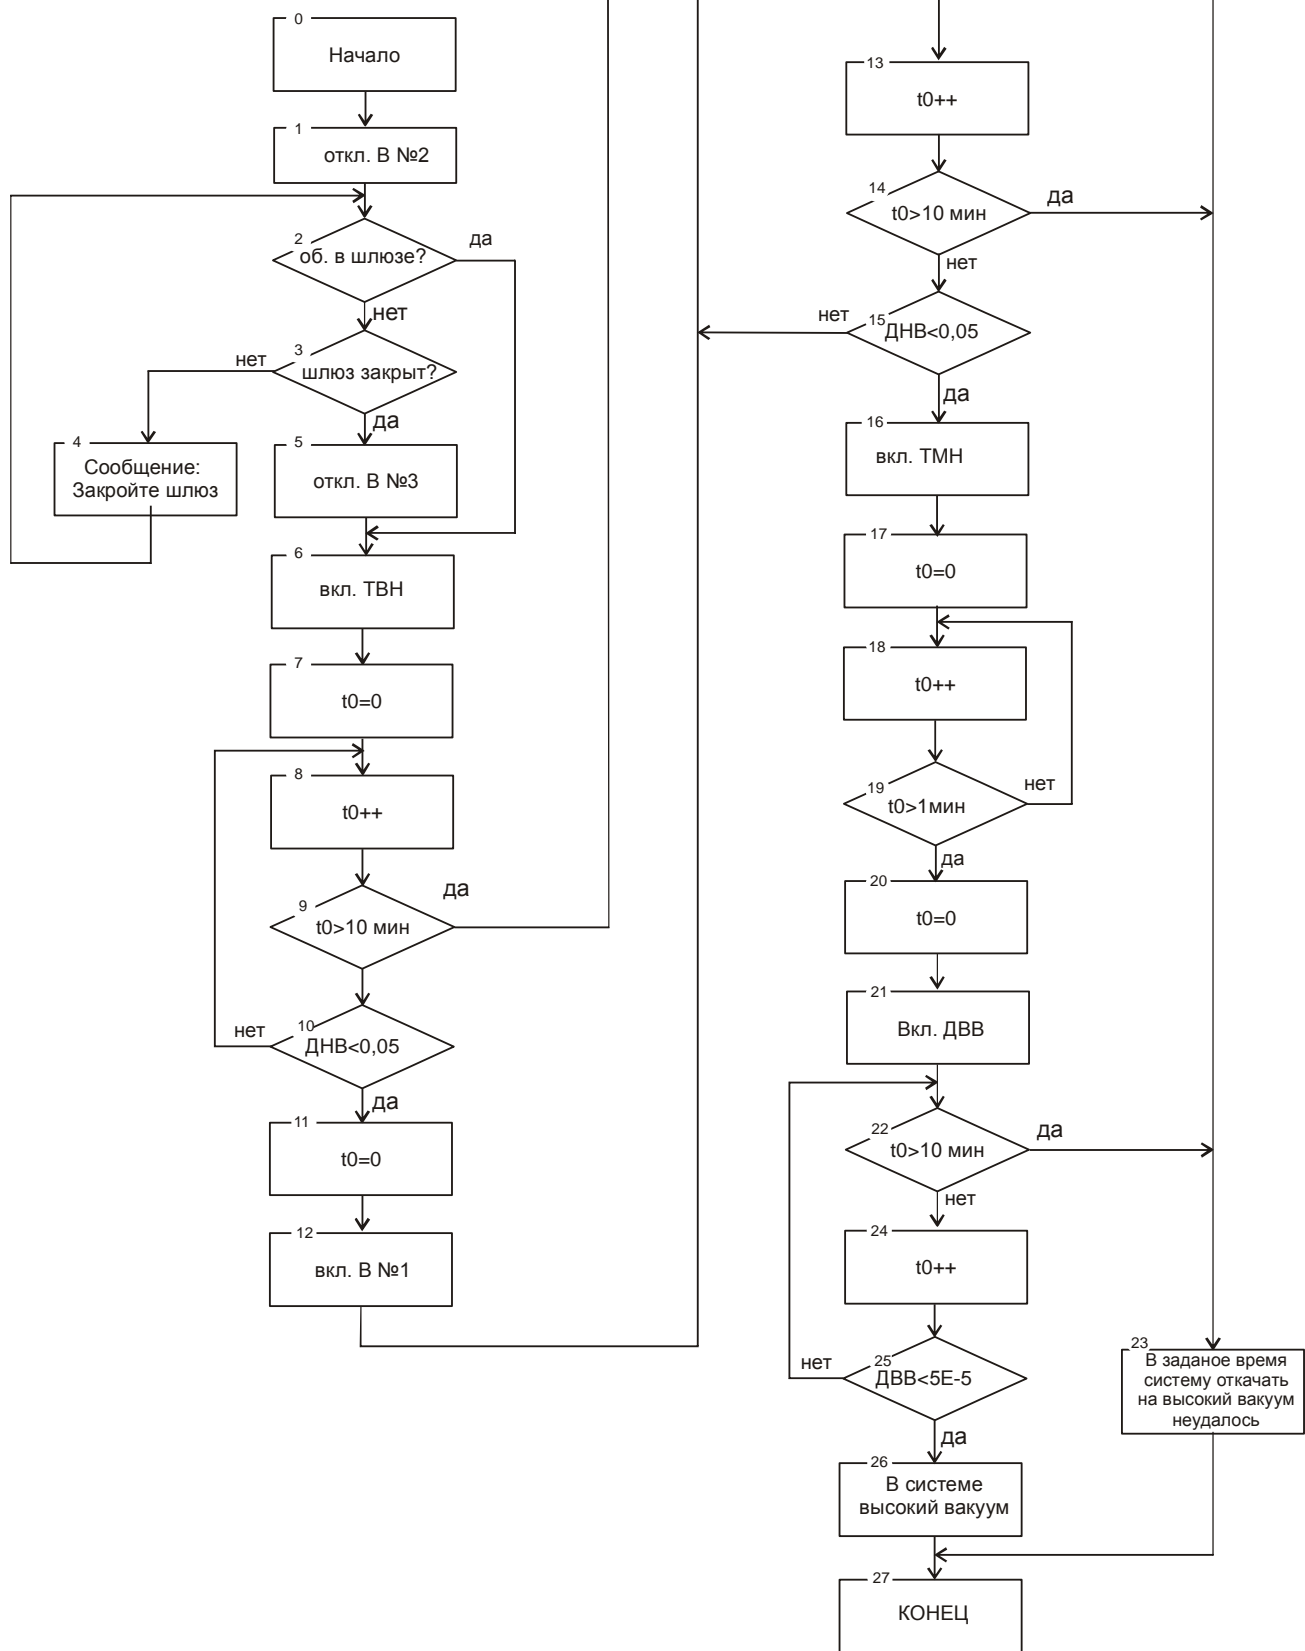 0
Начало
1
откл. В №2
2
об. в шлюзе?
да
нет
3
шлюз закрыт?
нет
да
4
Сообщение:
Закройте шлюз
5
откл. В №3
6
вкл. ТВН
7
t0=0
8
t0++
9
t0>10 мин
да
10
ДНВ<0,05
нет
да
11
t0=0
12
вкл. В №1
13
t0++
14
t0>10 мин
да
нет
15
ДНВ<0,05
нет
да
16
вкл. ТМН
17
t0=0
18
t0++
19
t0>1мин
нет
да
20
t0=0
21
Вкл. ДВВ
22
t0>10 мин
да
нет
24
t0++
25
ДВВ<5Е-5
нет
да
23
В заданое время
систему откачать
на высокий вакуум
неудалось
26
В системе
высокий вакуум
27
КОНЕЦ